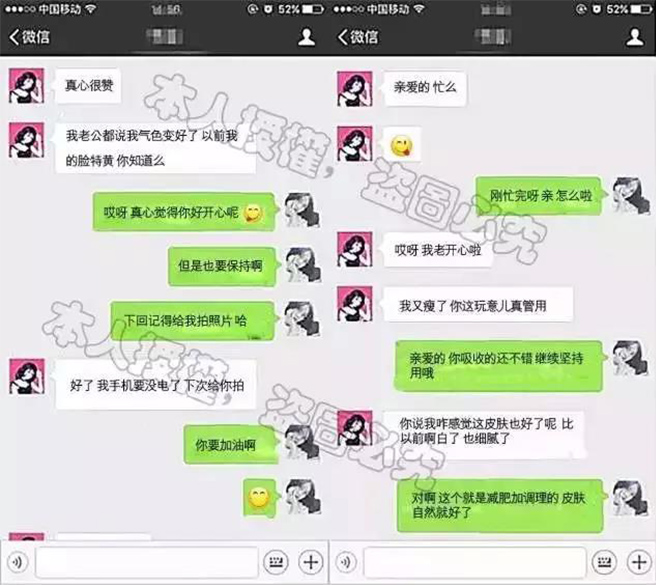 中国移动 52%
微信
真心很赞
我老公都说我气色变好了 以前我
的脸特黄 你知道么
哎呀 真心觉得你好开心呢
但是也要保持啊
下回记得给我拍照片 哈
好了 我手机要没电了 下次给你拍
你要加油啊
中国移动 52%
微信
亲爱的 忙么
刚忙完呀 亲 怎么啦
哎呀 我老开心啦
我又瘦了 你这玩意儿真管用
亲爱的 你吸收的还不错 继续坚持
用哦
你说我咋感觉这皮肤也好了呢 比
以前啊白了 也细腻了
对啊 这个就是减肥加调理的 皮肤
自然就好了
本人授權,盗圖必究
本人授權,盗圖必究